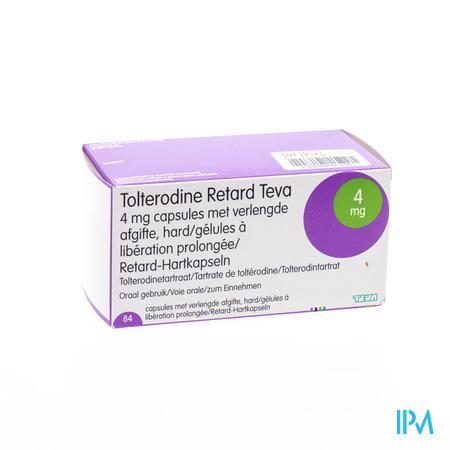 Tolterodine Retard Teva
4 mg capsules met verlengde
afgifte, hard/gélules à
libération prolongée/
Retard-Hartkapseln
Tolterodinetartraat/Tartrate de toltérodine/Tolterodintartrat
Oraal gebruik/Voie orale/zum Einnehmen
84
capsules met verlengde afgifte, hard/gélules à
libération prolongée/Retard-Hartkapseln
4
mg
TEVA
IPM